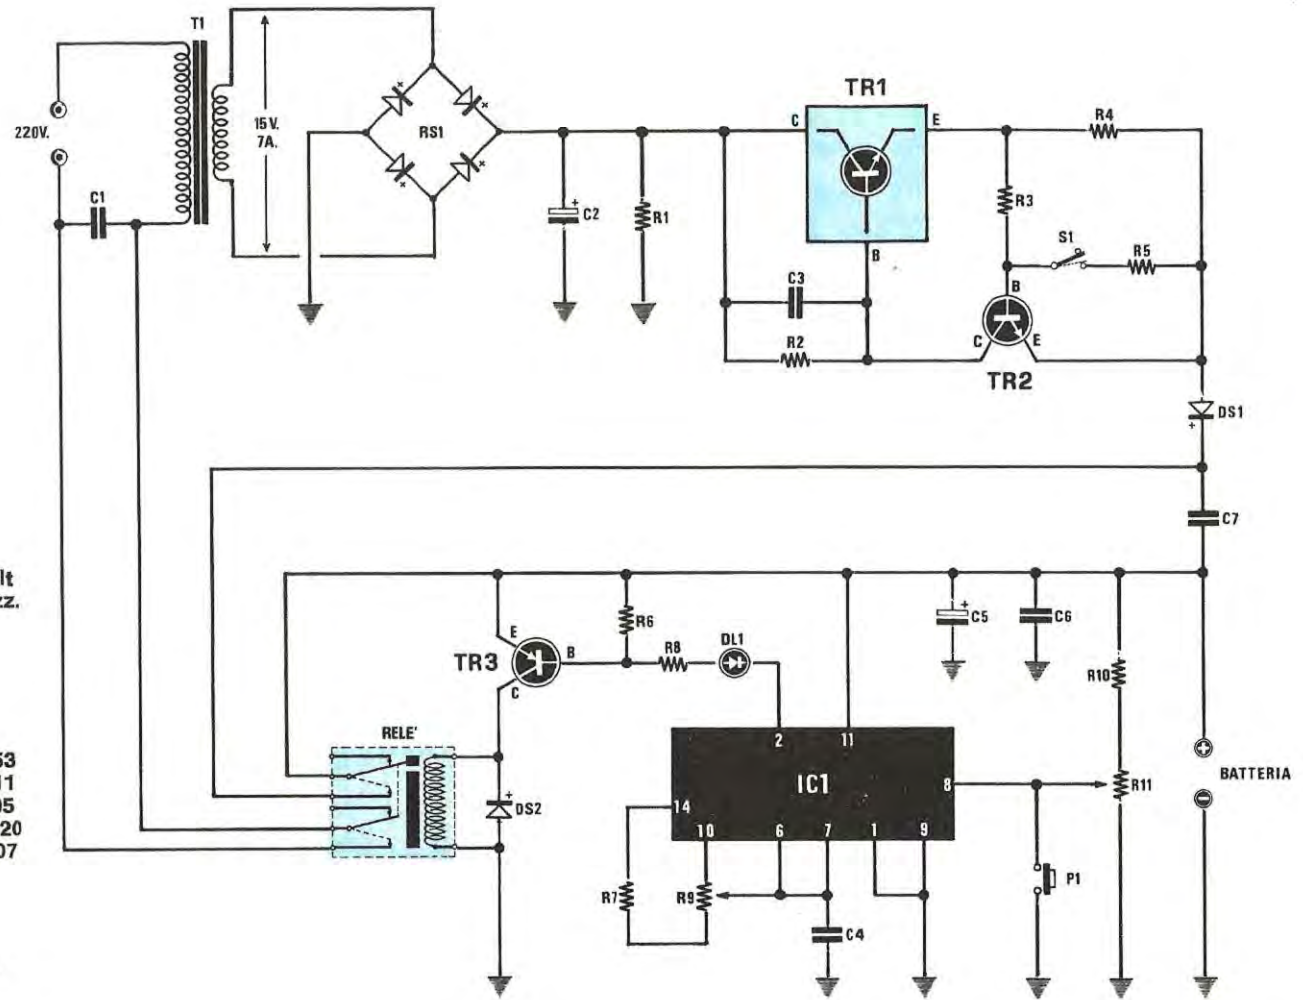 T1
220V.
15V.
7A.
RS1
C1
C2
R1
TR1
C
E
B
R4
R3
S1
R5
C3
R2
B
C
E
TR2
DS1
C7
lt
zz.
E
TR3
B
C
R6
R8
DL1
C5
C6
R10
RELE'
2
11
IC1
8
14
10
6
7
1
9
R11
BATTERIA
DS2
53
11
05
20
07
R7
R9
C4
P1